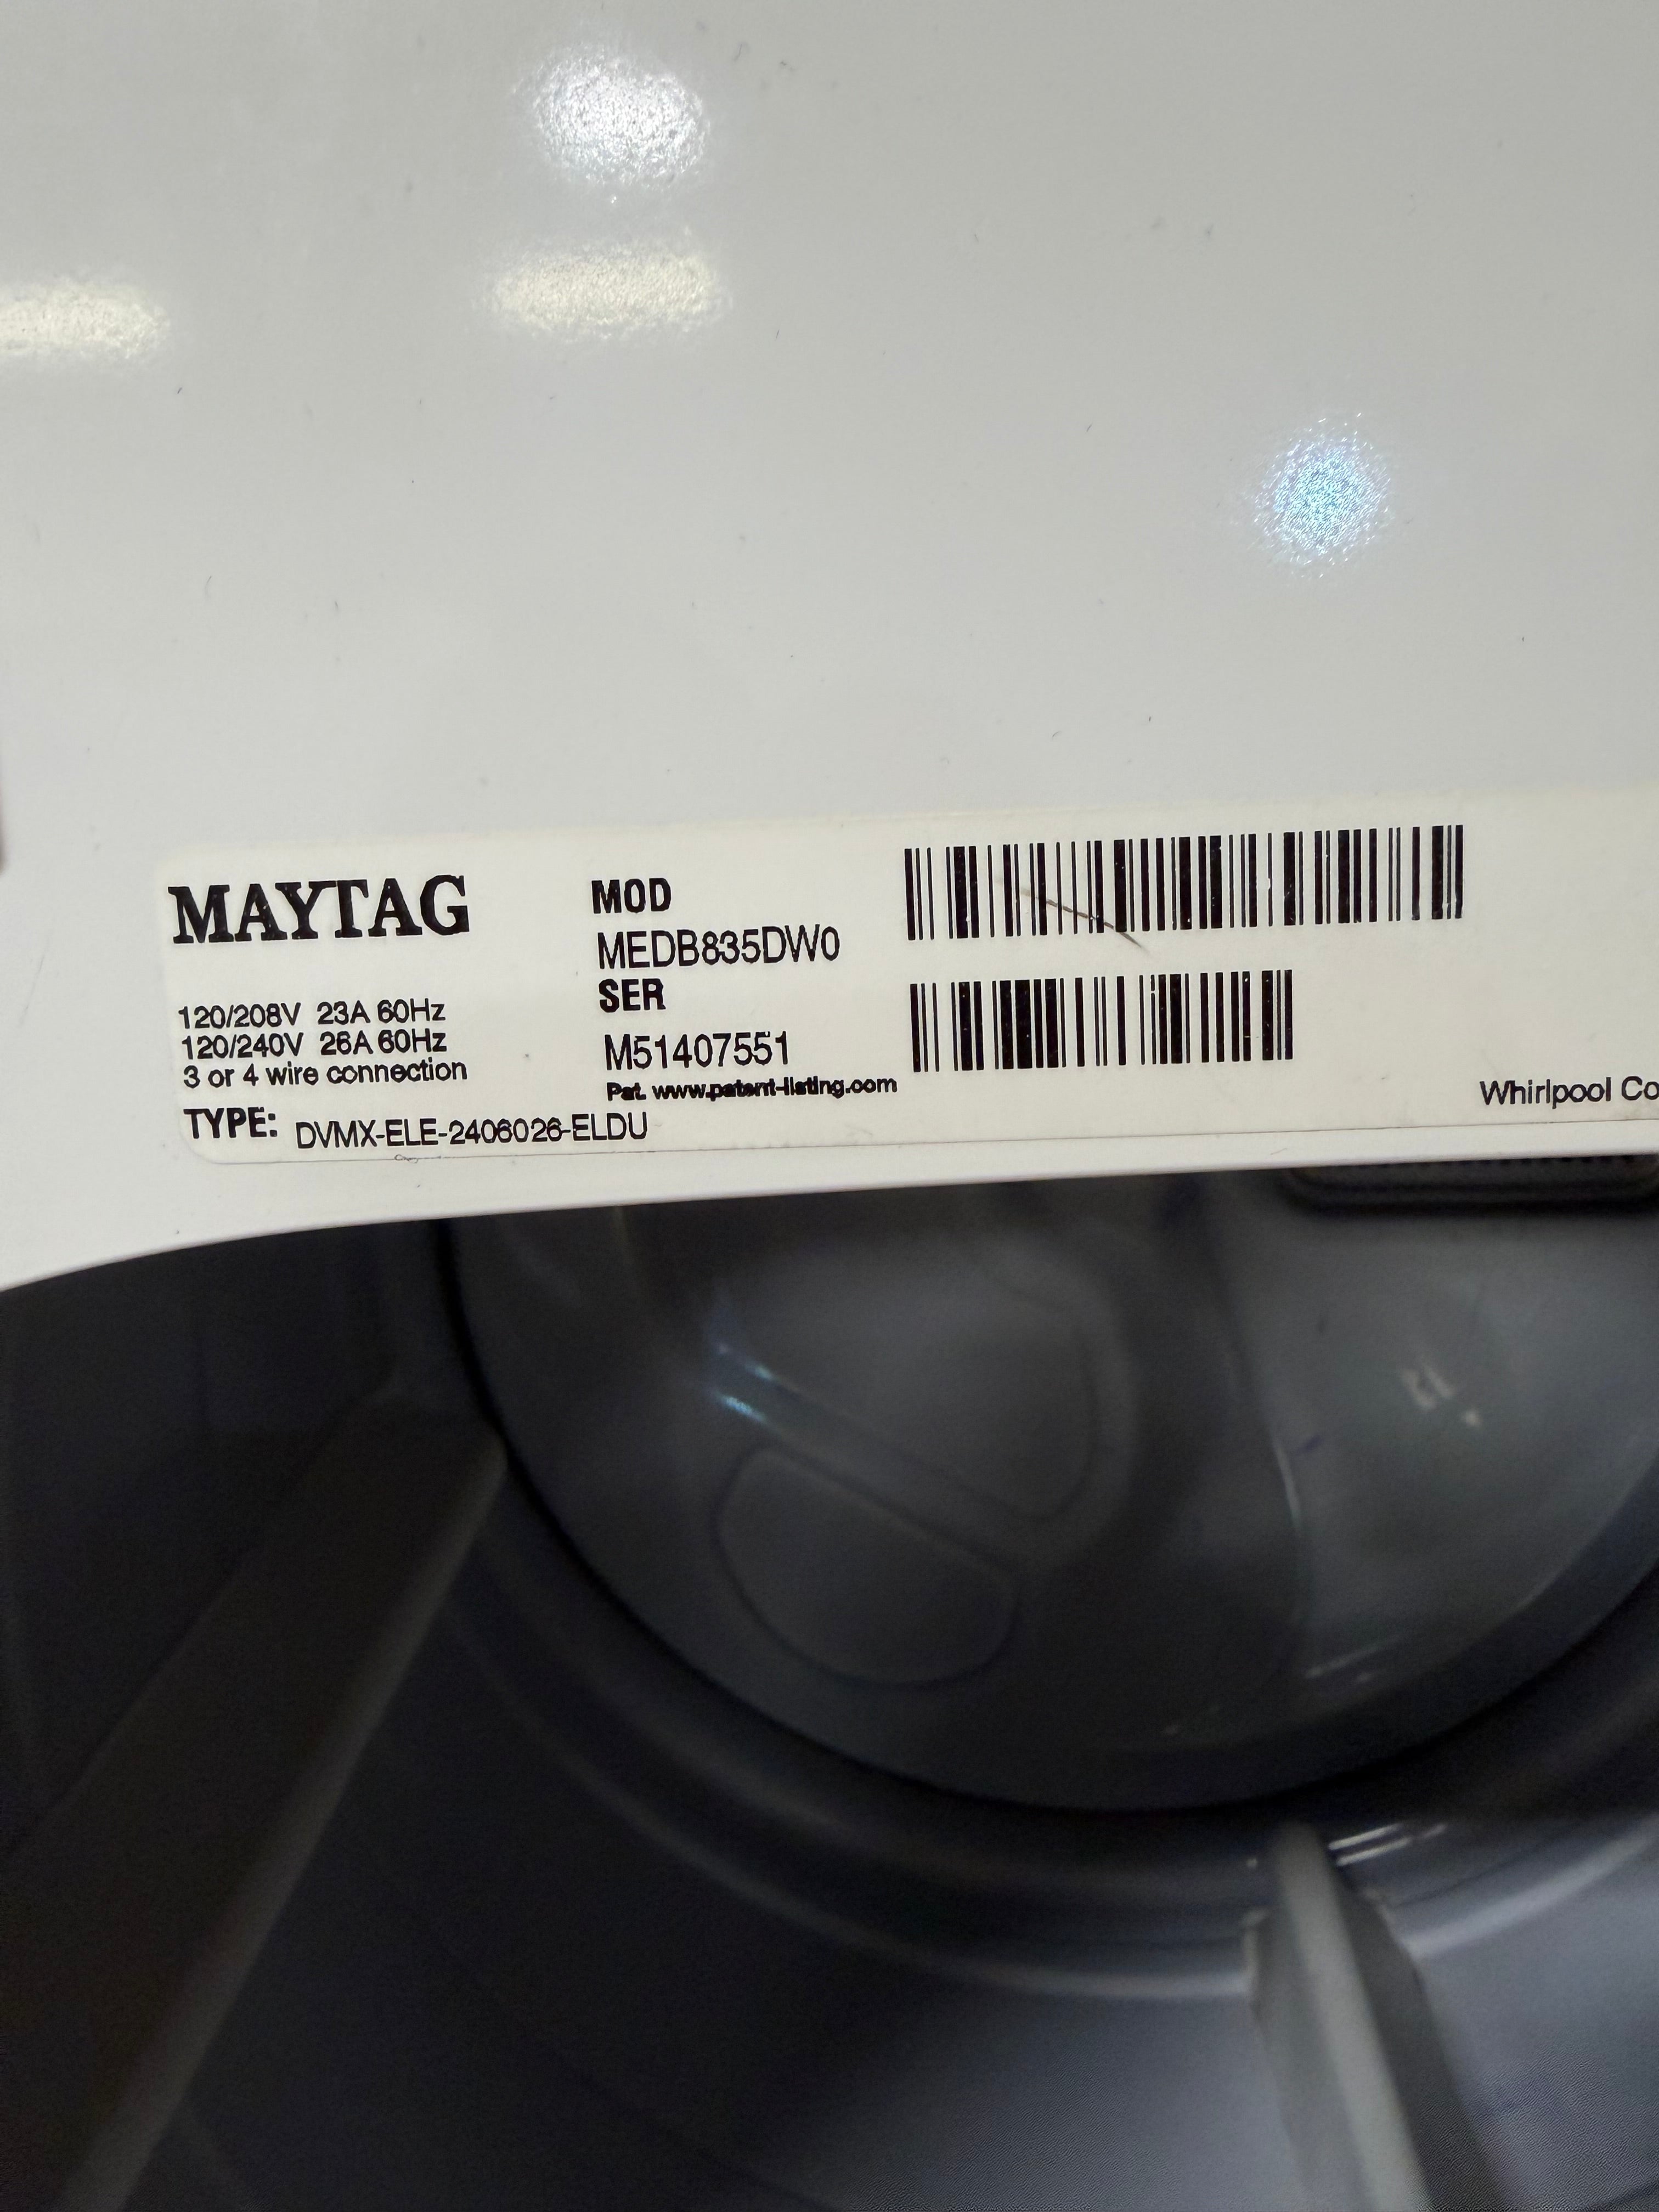 MAYTAG
MOD
MEDB835DW0
SER
M51407551
Pat. www.patent-listing.com
120/208V 23A 60Hz
120/240V 26A 60Hz
3 or 4 wire connection
TYPE: DVMX-ELE-2406026-ELDU
Whirlpool Co